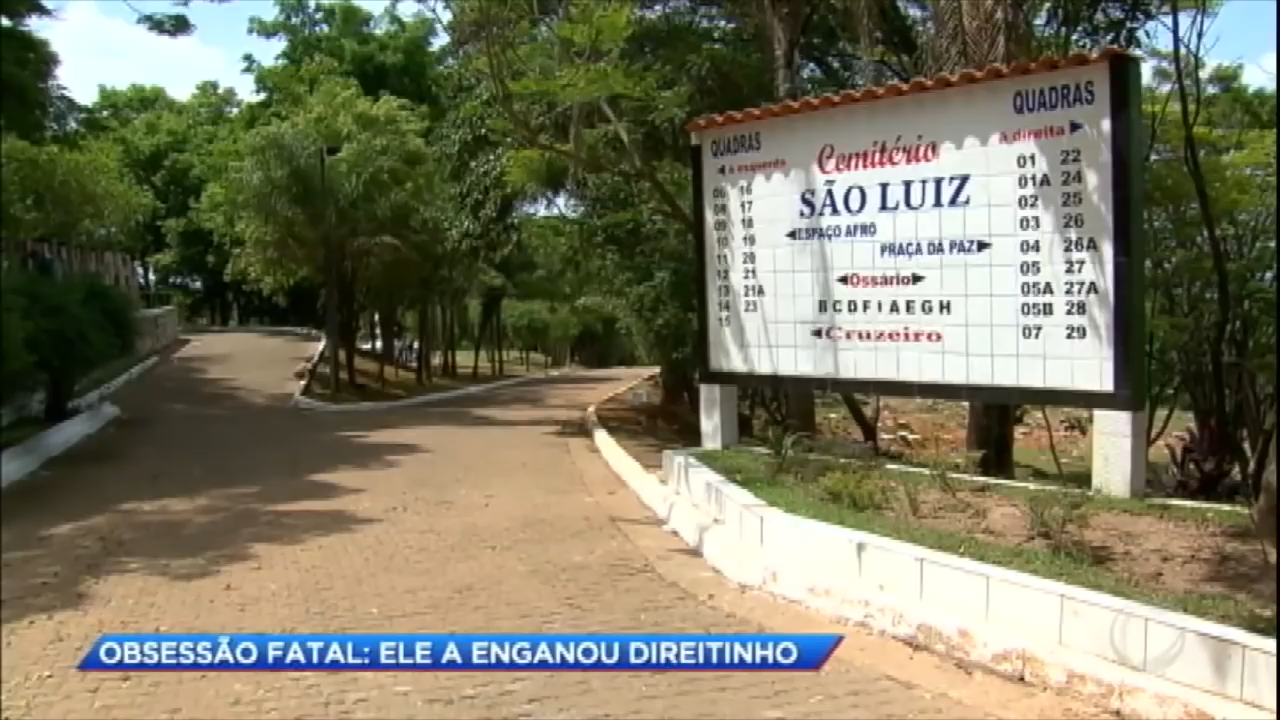 QUADRAS
à esquerda
06 16
08 17
09 18
10 19
11 20
12 21
13 21A
14 23
15
Cemitério
SÃO LUIZ
ESPAÇO AFRO
PRAÇA DA PAZ
Ossário
B C D F I A E G H
Cruzeiro
QUADRAS
à direita
01 22
01A 24
02 25
03 26
04 26A
05 27
05A 27A
05B 28
07 29
OBSESSÃO FATAL: ELE A ENGANOU DIREITINHO